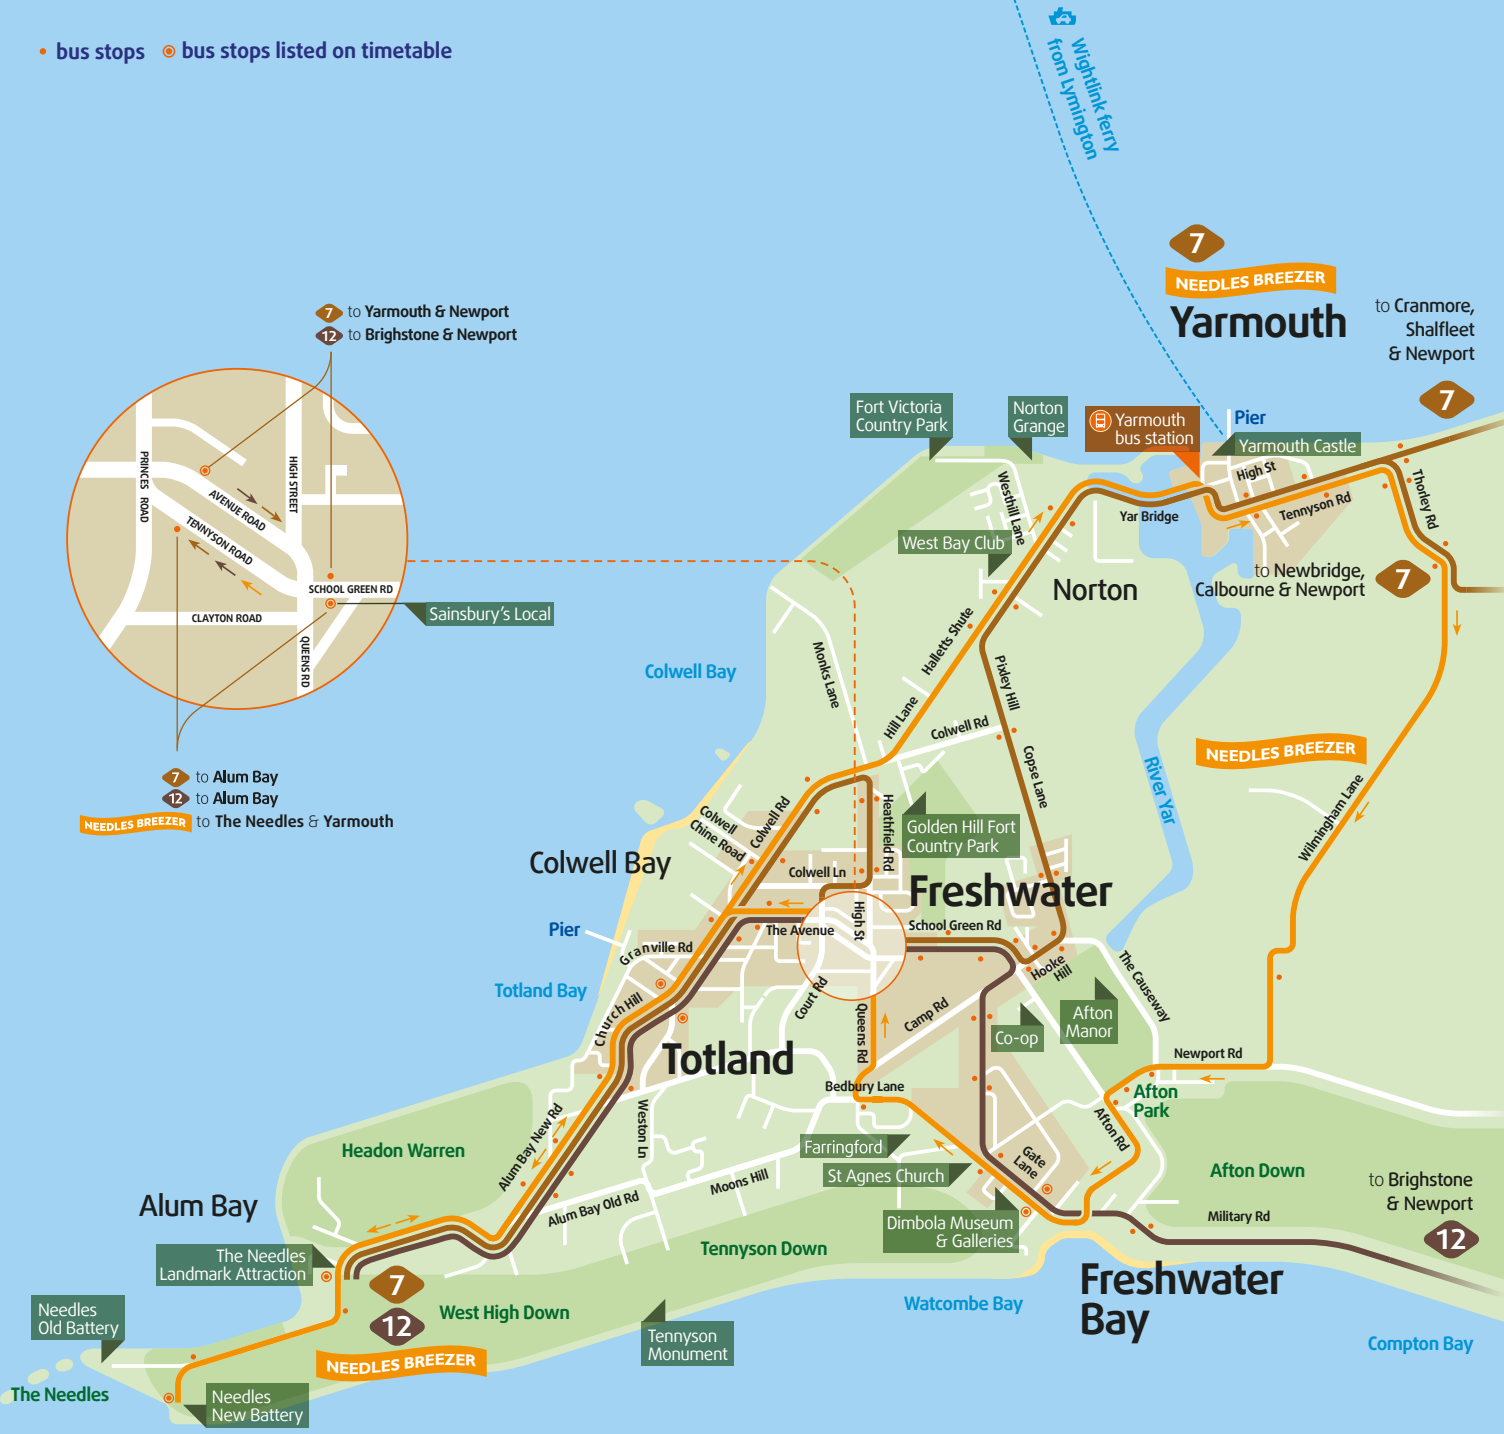 bus stops
bus stops listed on timetable
Wightlink ferry
from Lymington
7
NEEDLES BREEZER
Yarmouth
to Cranmore,
Shalfleet
& Newport
7
7 to Yarmouth & Newport
12 to Brighstone & Newport
PRINCES ROAD
HIGH STREET
AVENUE ROAD
TENNYSON ROAD
SCHOOL GREEN RD
CLAYTON ROAD
QUEENS RD
Sainsbury's Local
7 to Alum Bay
12 to Alum Bay
NEEDLES BREEZER to The Needles & Yarmouth
Fort Victoria
Country Park
Norton
Grange
Yarmouth
bus station
Pier
Yarmouth Castle
High St
Tennyson Rd
Thorley Rd
Yar Bridge
Westhill Lane
West Bay Club
Norton
to Newbridge,
Calbourne & Newport
7
Halletts Shute
Colwell Bay
Monks Lane
Pixley Hill
Hill Lane
Colwell Rd
Copse Lane
River Yar
NEEDLES BREEZER
Wilmingham Lane
Colwell
Chine Road
Colwell Rd
Heathfield Rd
Golden Hill Fort
Country Park
Colwell Bay
Colwell Ln
Freshwater
High St
School Green Rd
The Avenue
Pier
Granville Rd
Totland Bay
Church Hill
Court Rd
Hooke
Hill
The Causeway
Queens Rd
Camp Rd
Afton
Manor
Co-op
Totland
Newport Rd
Bedbury Lane
Afton
Park
Afton Rd
Weston Ln
Alum Bay New Rd
Headon Warren
Farringford
St Agnes Church
Gate
Lane
Afton Down
to Brighstone
& Newport
12
Moons Hill
Alum Bay Old Rd
Alum Bay
Dimbola Museum
& Galleries
Military Rd
Tennyson Down
The Needles
Landmark Attraction
7
12
NEEDLES BREEZER
West High Down
Watcombe Bay
Freshwater
Bay
Compton Bay
Needles
Old Battery
Tennyson
Monument
The Needles
Needles
New Battery